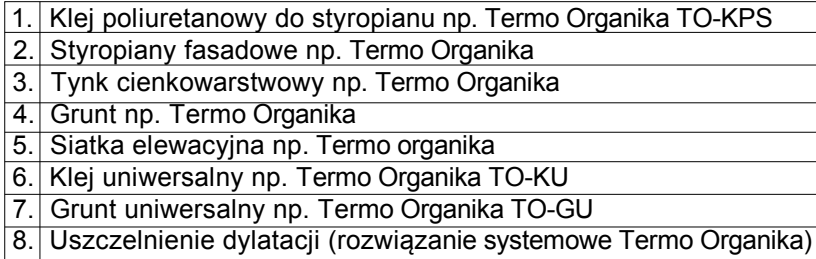 1. Klej poliuretanowy do styropianu np. Termo Organika TO-KPS
2. Styropiany fasadowe np. Termo Organika
3. Tynk cienkowarstwowy np. Termo Organika
4. Grunt np. Termo Organika
5. Siatka elewacyjna np. Termo organika
6. Klej uniwersalny np. Termo Organika TO-KU
7. Grunt uniwersalny np. Termo Organika TO-GU
8. Uszczelnienie dylatacji (rozwiązanie systemowe Termo Organika)